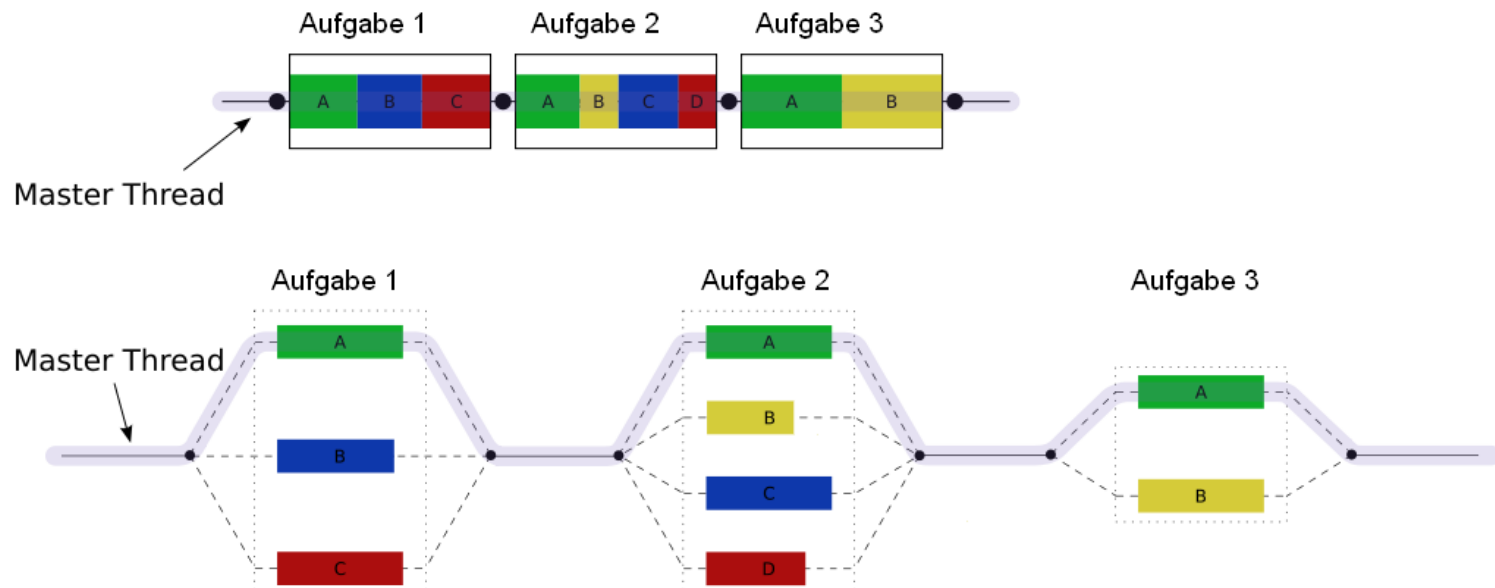 Aufgabe 1 Aufgabe 2 Aufgabe 3
A B C A B C D A B
Master Thread
Aufgabe 1 Aufgabe 2 Aufgabe 3
A A
Master Thread
A
B
B
C
B
C D